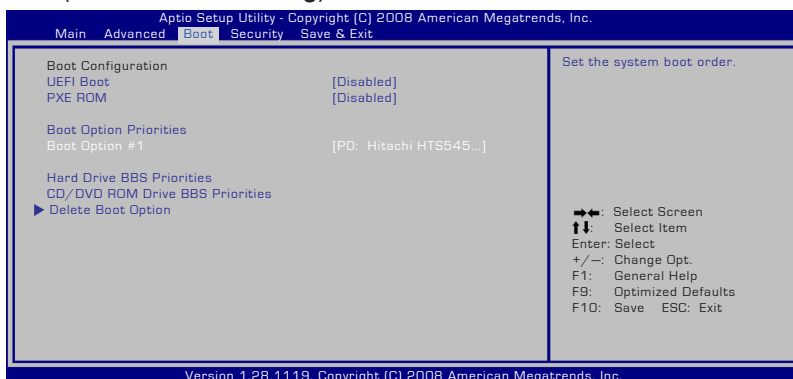 Aptio Setup Utility - Copyright (C) 2008 American Megatrends, Inc.
Main Advanced Boot Security Save & Exit
Boot Configuration
UEFI Boot [Disabled]
PXE ROM [Disabled]
Boot Option Priorities
Boot Option #1 [P0: Hitachi HTS545...]
Hard Drive BBS Priorities
CD/DVD ROM Drive BBS Priorities
Delete Boot Option
Set the system boot order.
→←: Select Screen
↑↓: Select Item
Enter: Select
+/—: Change Opt.
F1: General Help
F9: Optimized Defaults
F10: Save ESC: Exit
Version 1.28.1119. Copyright (C) 2008 American Megatrends, Inc.